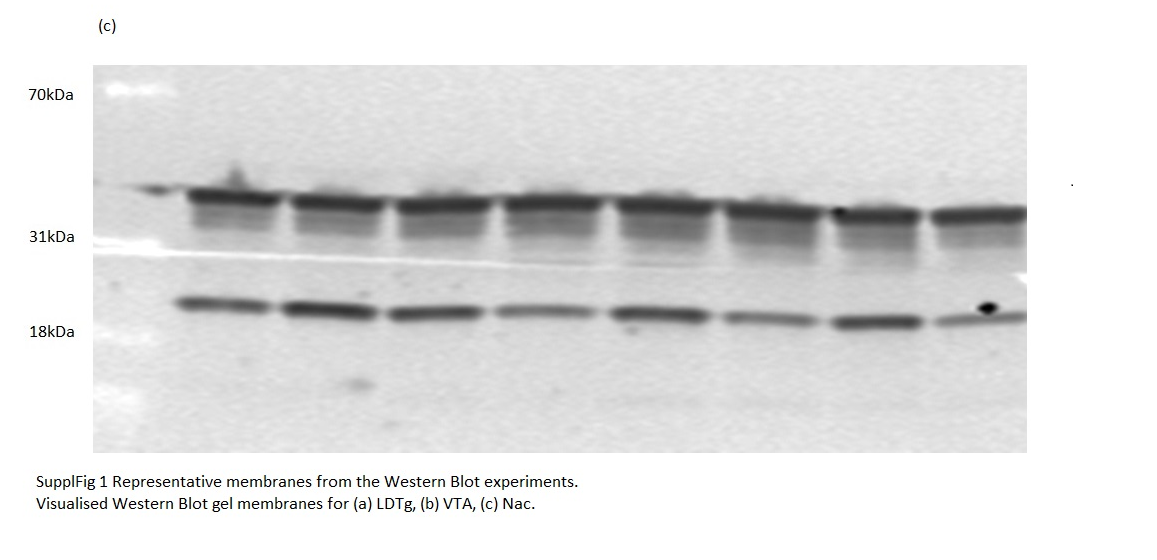 (c)
70kDa
31kDa
18kDa
SupplFig 1 Representative membranes from the Western Blot experiments.
Visualised Western Blot gel membranes for (a) LDTg, (b) VTA, (c) Nac.